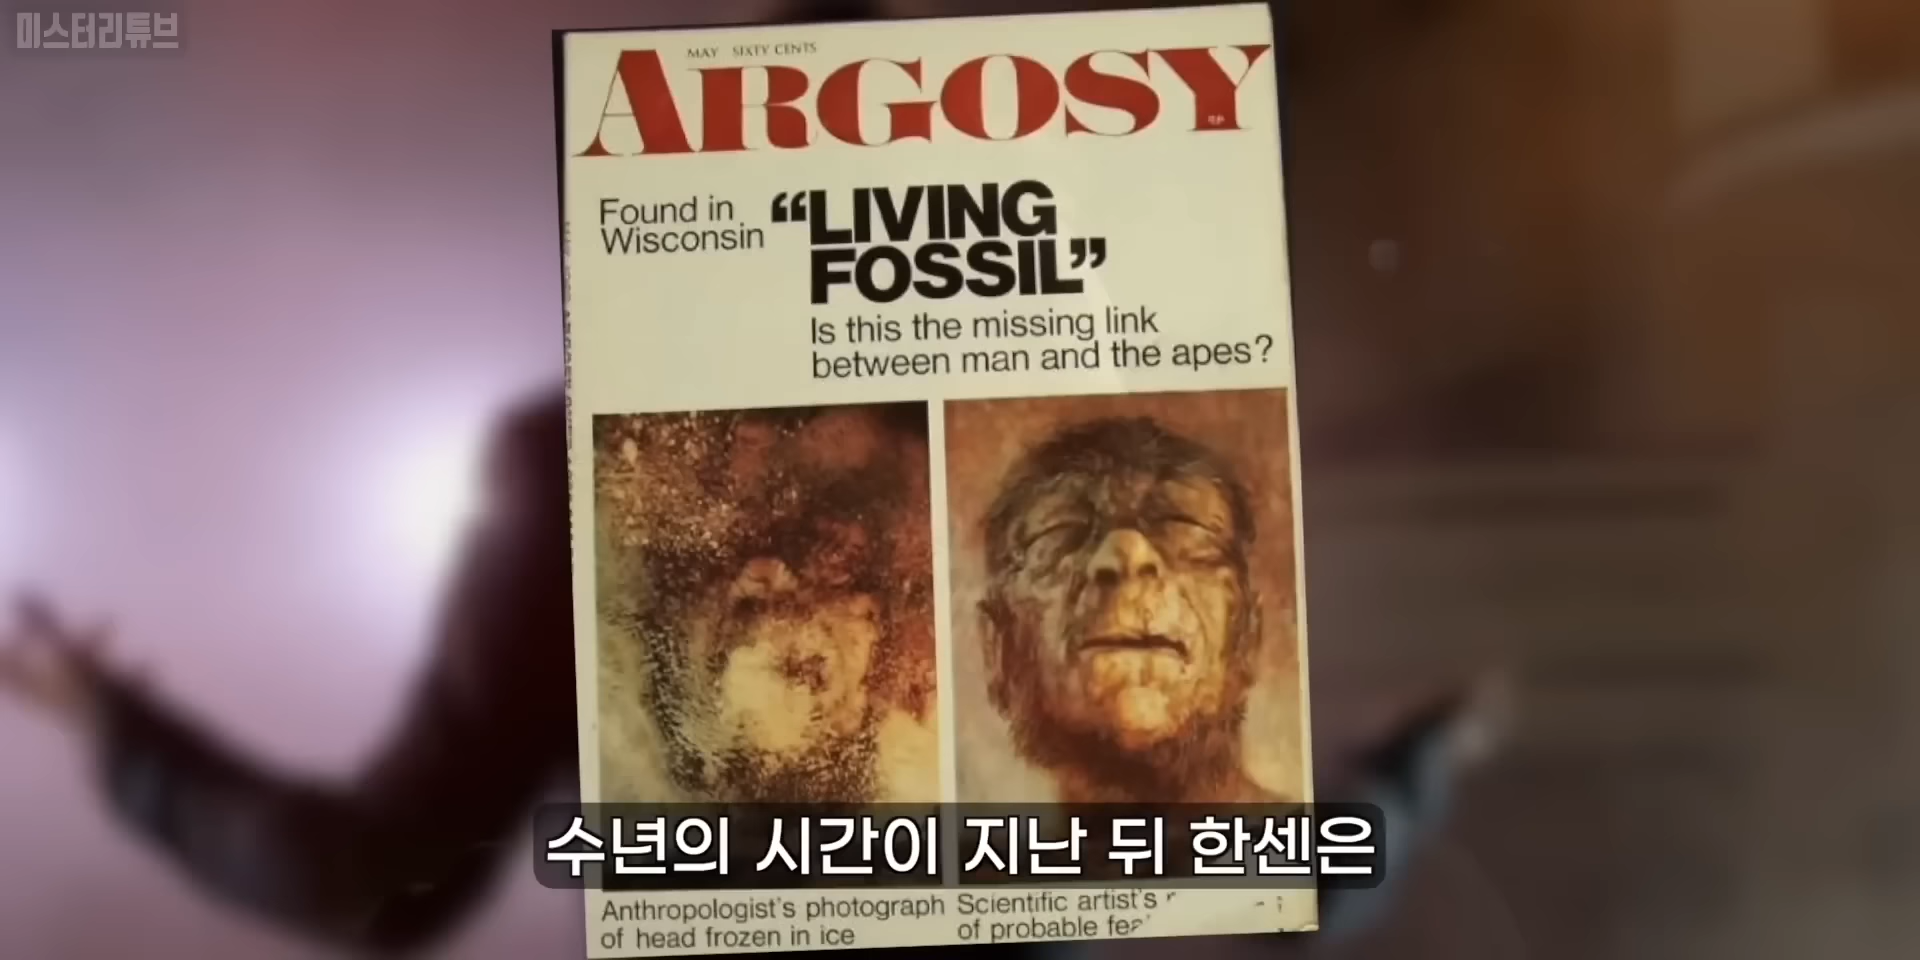 미스터리튜브
MAY SIXTY CENTS
ARGOSY
Found in
Wisconsin
“LIVING
FOSSIL”
Is this the missing link
between man and the apes?
수년의 시간이 지난 뒤 한센은
Anthropologist's photograph
of head frozen in ice
Scientific artist's
of probable